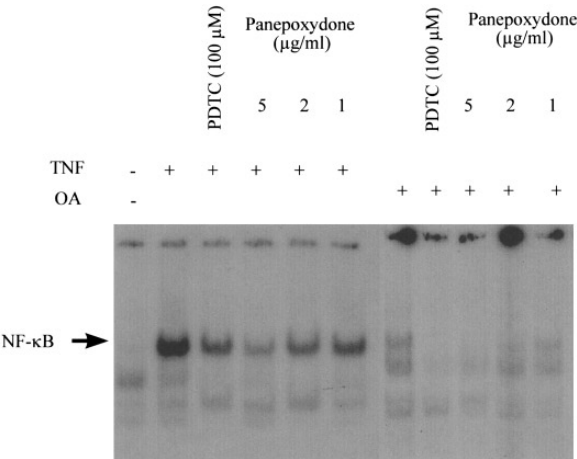 PDTC (100 µM)
Panepoxydone
(µg/ml)
5 2 1
PDTC (100 µM)
Panepoxydone
(µg/ml)
5 2 1
TNF - + + + + +
OA - + + + + +
NF-κB